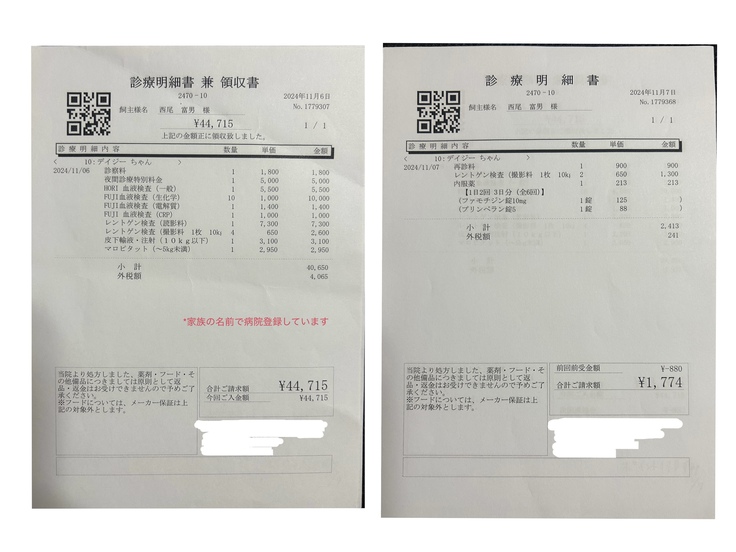 診療明細書 兼 領収書
2470-10
2024年11月6日
No.1779307
飼主様名 西尾 富男 様
¥44,715
1 / 1
上記の金額正に領収致しました。
診療明細内容 数量 単価 金額
< 10:デイジー ちゃん >
2024/11/06 診察料 1 1,800 1,800
夜間診療特別料金 1 5,000 5,000
HORI 血液検査 (一般) 1 5,500 5,500
FUJI血液検査 (生化学) 10 1,000 10,000
FUJI血液検査 (電解質) 1 1,400 1,400
FUJI 血液検査 (CRP) 1 1,000 1,000
レントゲン検査 (読影料) 1 7,300 7,300
レントゲン検査 (撮影料 1枚 10kg 4 650 2,600
皮下輸液・注射 (10kg以下) 1 3,100 3,100
マロピタット (~5kg未満) 1 2,950 2,950
小 計 40,650
外税額 4,065
*家族の名前で病院登録しています
当院より処方しました、薬剤・フード・その他備品につきましては原則として返品・返金はお受けできませんので予めご了承ください。
※フードについては、メーカー保証は上記の対象外とします。
合計ご請求額 ¥44,715
今回ご入金額 ¥44,715
診 療 明 細 書
2470-10
2024年11月7日
No.1779368
飼主様名 西尾 富男 様
1 / 1
診療明細内容 数量 単価 金額
< 10:デイジー ちゃん >
2024/11/07 再診料 1 900 900
レントゲン検査 (撮影料 1枚 10kg 2 650 1,300
内服薬 1 213 213
【1日2回 3日分 (全6回)】
(ファモチジン錠10mg 1錠 125 )
(プリンペラン錠5 1錠 88 )
小 計 2,413
外税額 241
当院より処方しました、薬剤・フード・その他備品につきましては原則として返品・返金はお受けできませんので予めご了承ください。
※フードについては、メーカー保証は上記の対象外とします。
前回前受金額 ¥-880
合計ご請求額 ¥1,774